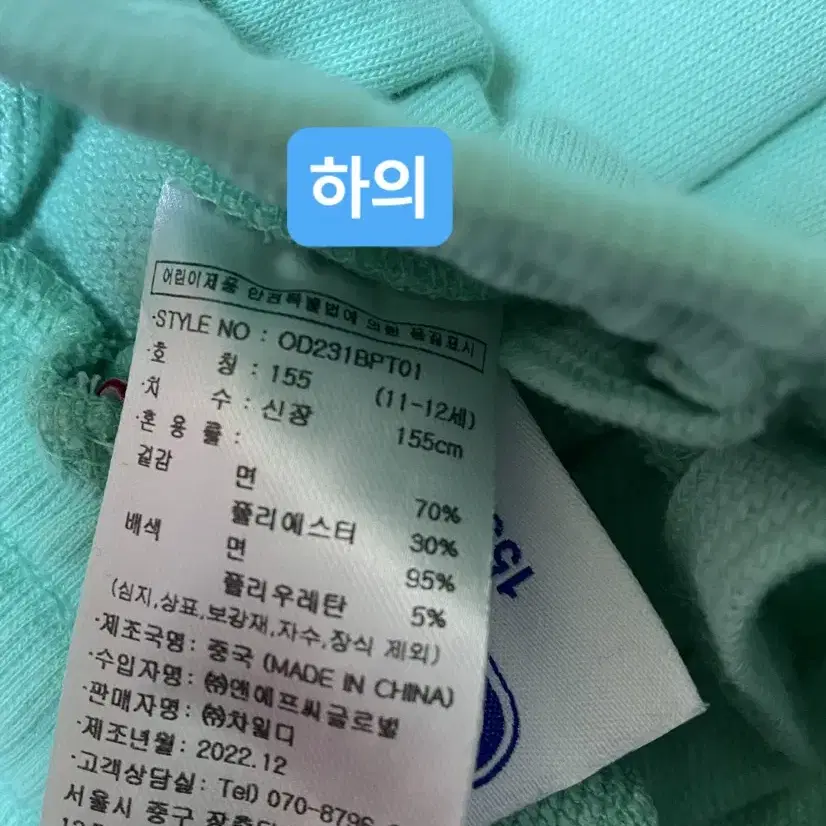 하의
어린이제품 안전특별법에 의한 품질표시
·STYLE NO : OD231BPT01
·호 칭 : 155 (11-12세)
·치 수 : 신장 155cm
·혼 용 률 :
겉감 면 70%
폴리에스터 30%
배색 면 95%
폴리우레탄 5%
(심지,상표,보강재,자수,장식 제외)
·제조국명 : 중국 (MADE IN CHINA)
·수입자명 : ㈜앤에프씨글로벌
·판매자명 : ㈜차일디
·제조년월 : 2022.12
·고객상담실 : Tel) 070-8796
서울시 중구 장충
155